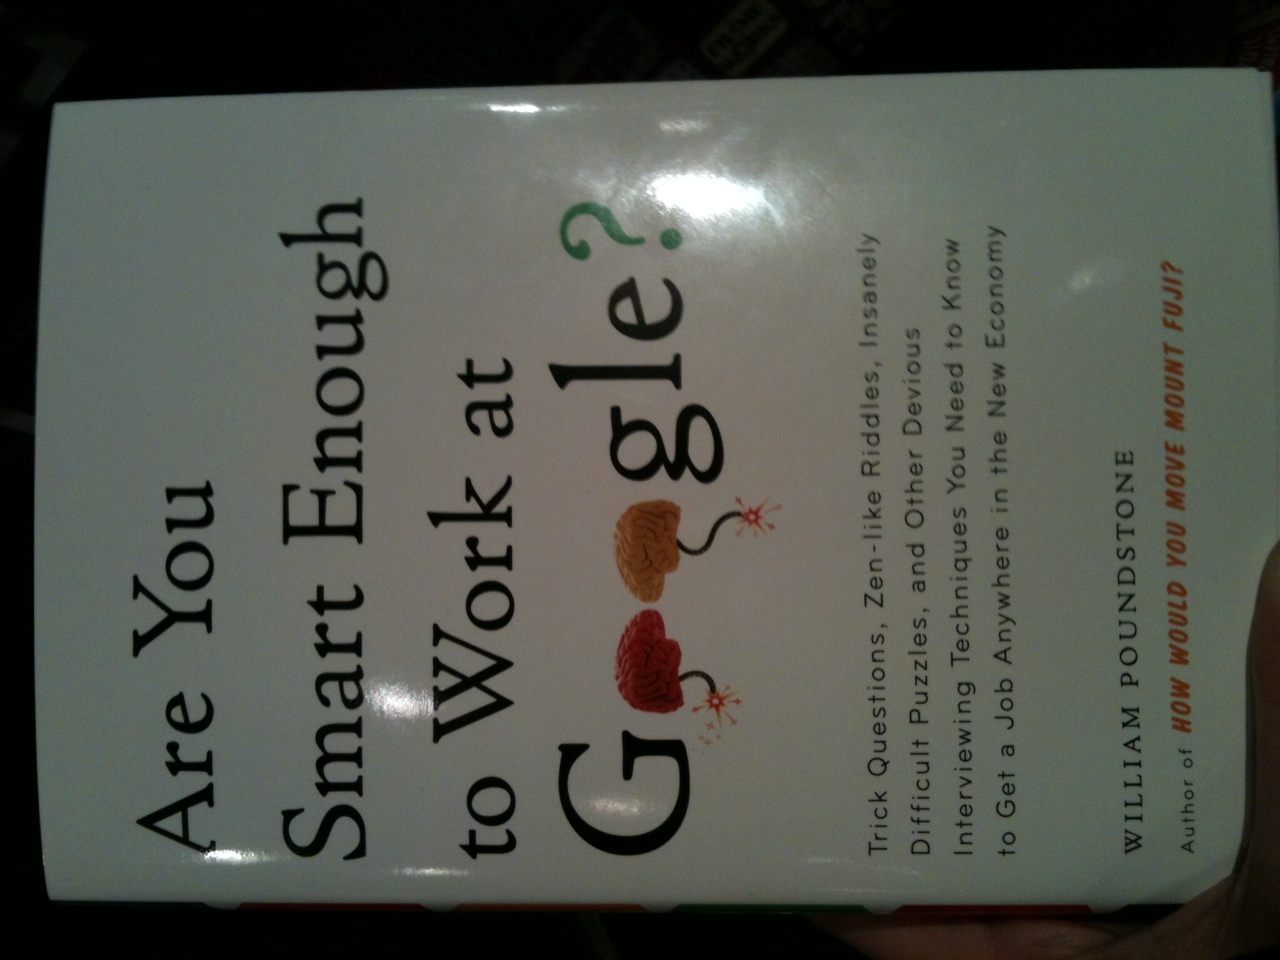 Are You
Smart Enough
to Work at
Google?
Trick Questions, Zen-like Riddles, Insanely
Difficult Puzzles, and Other Devious
Interviewing Techniques You Need to Know
to Get a Job Anywhere in the New Economy
WILLIAM POUNDSTONE
Author of HOW WOULD YOU MOVE MOUNT FUJI?